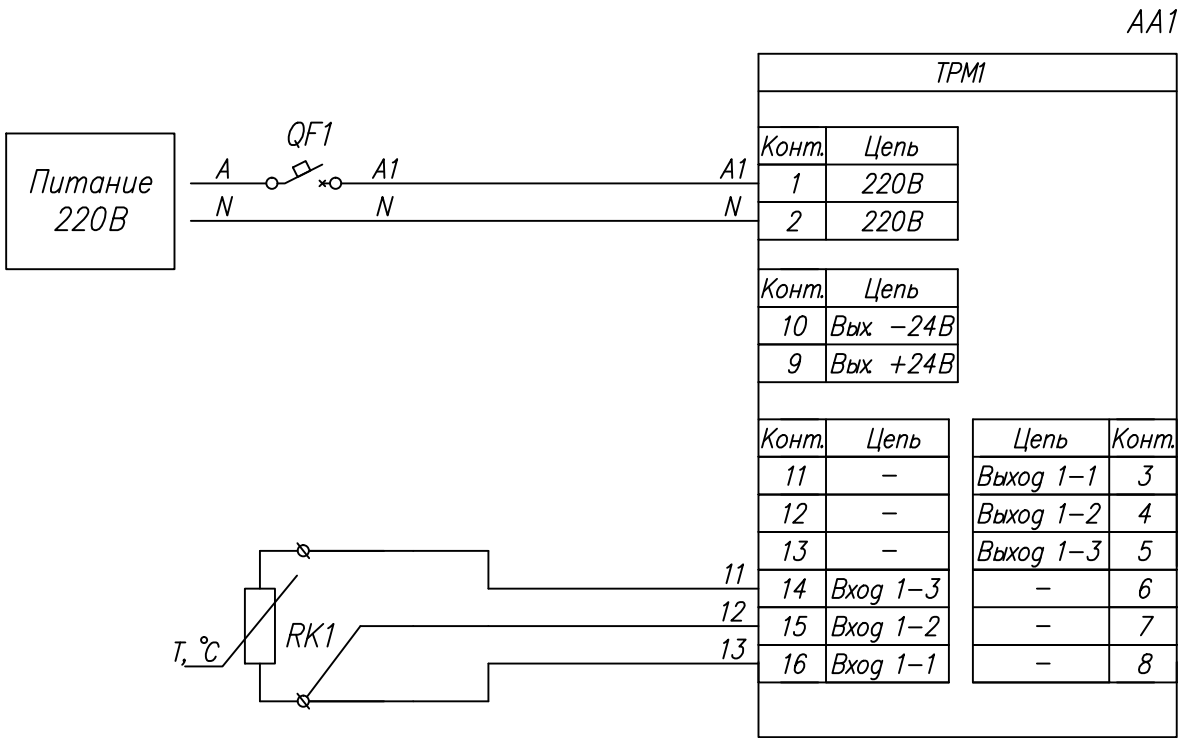 AA1
ТРМ1
QF1
Питание
220В
A A1 A1
N N N
Конт. Цепь
1 220В
2 220В
Конт. Цепь
10 Вых. -24В
9 Вых. +24В
Конт. Цепь
11 -
12 -
13 -
14 Вход 1-3
15 Вход 1-2
16 Вход 1-1
Цепь Конт.
Выход 1-1 3
Выход 1-2 4
Выход 1-3 5
- 6
- 7
- 8
11
12
13
RK1
T, °C